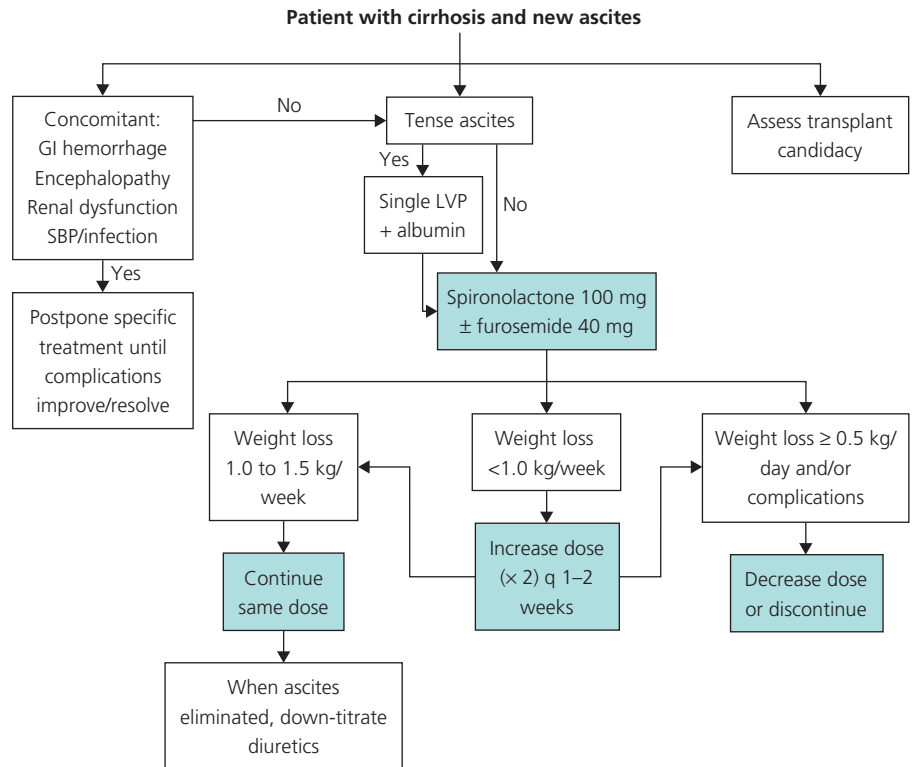 Patient with cirrhosis and new ascites
Concomitant:
GI hemorrhage
Encephalopathy
Renal dysfunction
SBP/infection
No
Tense ascites
Assess transplant
candidacy
Yes
Single LVP
+ albumin
No
Yes
Postpone specific
treatment until
complications
improve/resolve
Spironolactone 100 mg
± furosemide 40 mg
Weight loss
1.0 to 1.5 kg/
week
Weight loss
<1.0 kg/week
Weight loss ≥ 0.5 kg/
day and/or
complications
Continue
same dose
Increase dose
(× 2) q 1–2
weeks
Decrease dose
or discontinue
When ascites
eliminated, down-titrate
diuretics